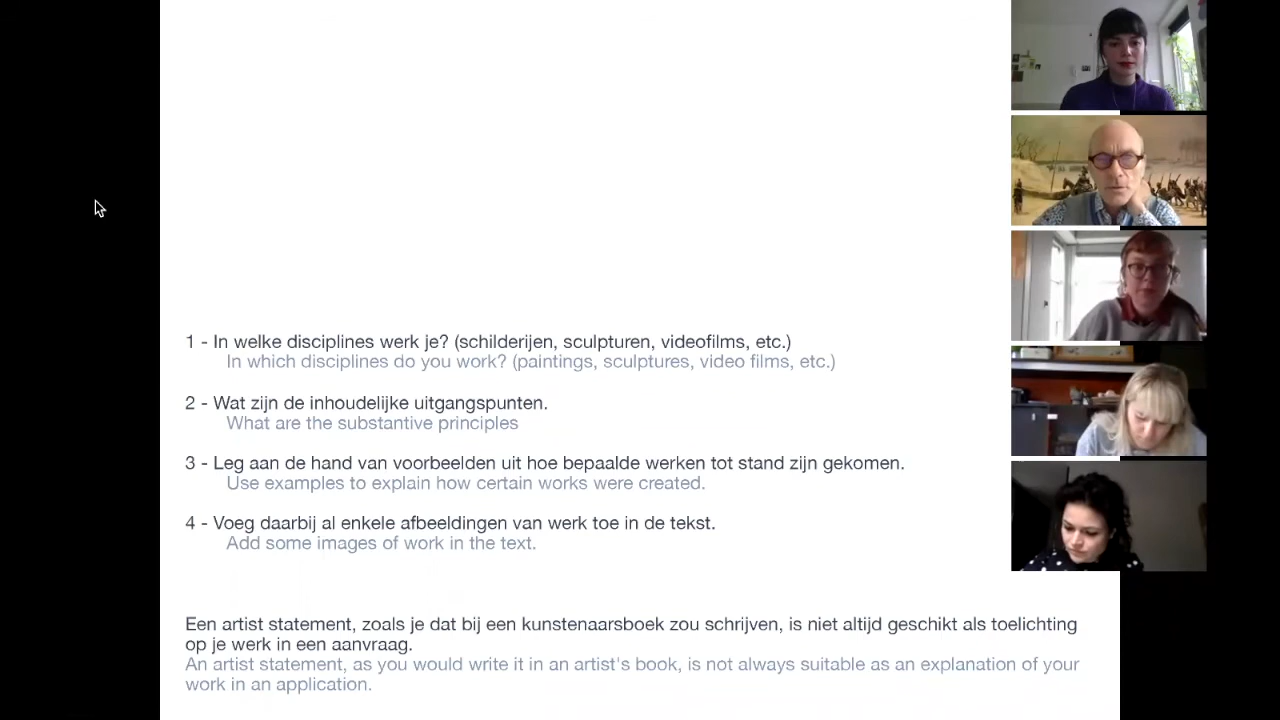 1 - In welke disciplines werk je? (schilderijen, sculpturen, videofilms, etc.)
In which disciplines do you work? (paintings, sculptures, video films, etc.)
2 - Wat zijn de inhoudelijke uitgangspunten.
What are the substantive principles
3 - Leg aan de hand van voorbeelden uit hoe bepaalde werken tot stand zijn gekomen.
Use examples to explain how certain works were created.
4 - Voeg daarbij al enkele afbeeldingen van werk toe in de tekst.
Add some images of work in the text.
Een artist statement, zoals je dat bij een kunstenaarsboek zou schrijven, is niet altijd geschikt als toelichting
op je werk in een aanvraag.
An artist statement, as you would write it in an artist's book, is not always suitable as an explanation of your
work in an application.